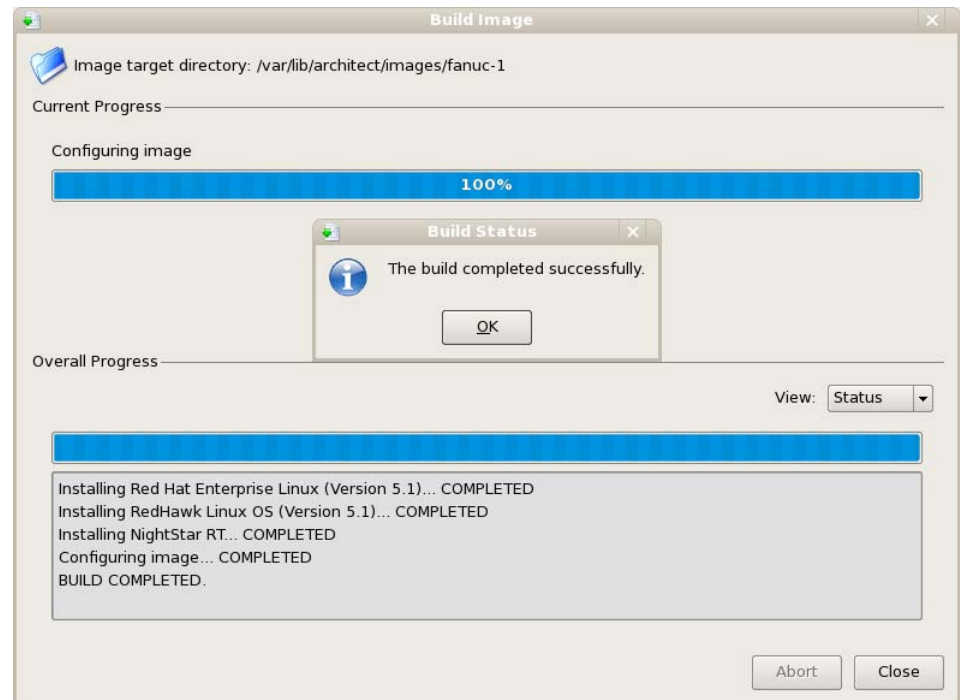 Build Image
Image target directory: /var/lib/architect/images/fanuc-1
Current Progress
Configuring image
100%
Build Status
The build completed successfully.
OK
Overall Progress
View: Status
Installing Red Hat Enterprise Linux (Version 5.1)... COMPLETED
Installing RedHawk Linux OS (Version 5.1)... COMPLETED
Installing NightStar RT... COMPLETED
Configuring image... COMPLETED
BUILD COMPLETED.
Abort Close